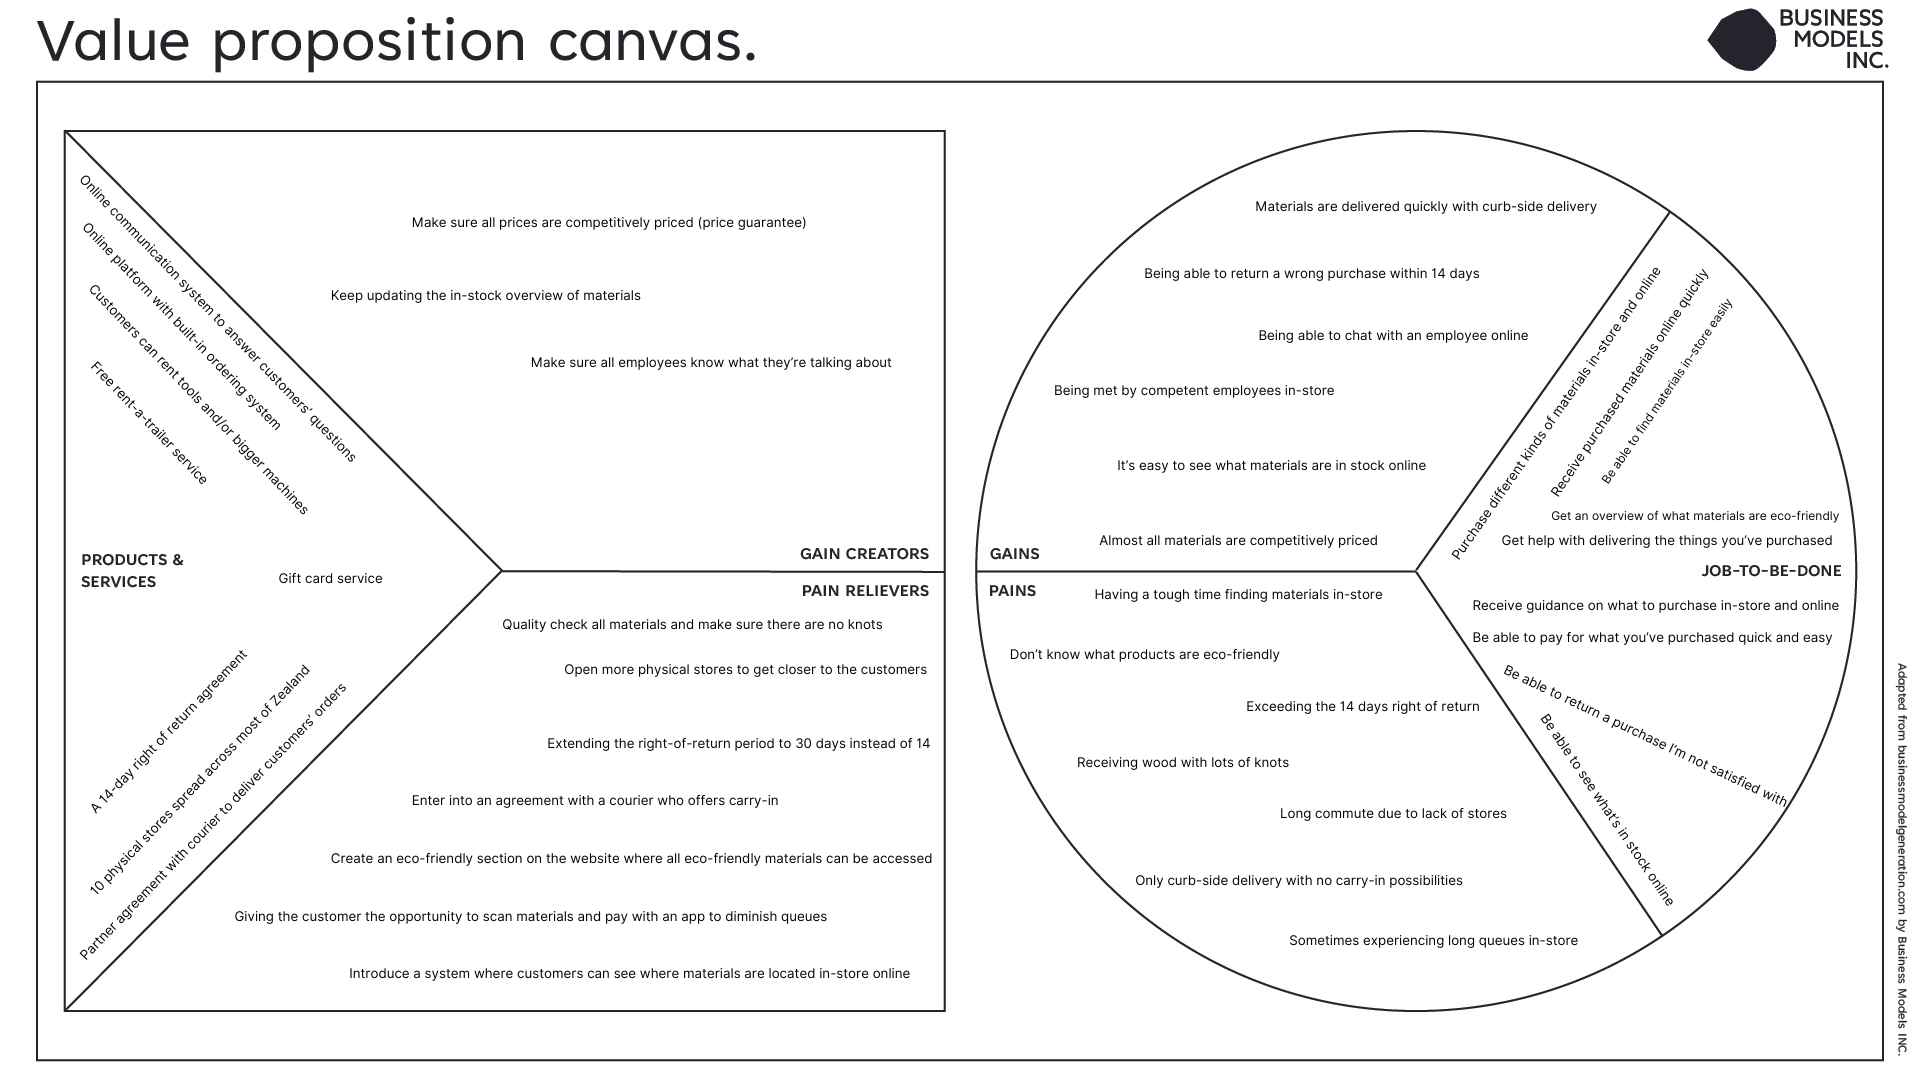 Value proposition canvas.
BUSINESS
MODELS
INC.
Online communication system to answer customers’ questions
Online platform with built-in ordering system
Customers can rent tools and/or bigger machines
Free rent-a-trailer service
PRODUCTS &
SERVICES
Gift card service
A 14-day right of return agreement
10 physical stores spread across most of Zealand
Partner agreement with courier to deliver customers’ orders
Make sure all prices are competitively priced (price guarantee)
Keep updating the in-stock overview of materials
Make sure all employees know what they’re talking about
GAIN CREATORS
PAIN RELIEVERS
Quality check all materials and make sure there are no knots
Open more physical stores to get closer to the customers
Extending the right-of-return period to 30 days instead of 14
Enter into an agreement with a courier who offers carry-in
Create an eco-friendly section on the website where all eco-friendly materials can be accessed
Giving the customer the opportunity to scan materials and pay with an app to diminish queues
Introduce a system where customers can see where materials are located in-store online
Materials are delivered quickly with curb-side delivery
Being able to return a wrong purchase within 14 days
Being able to chat with an employee online
Being met by competent employees in-store
It’s easy to see what materials are in stock online
Almost all materials are competitively priced
GAINS
PAINS
Having a tough time finding materials in-store
Don’t know what products are eco-friendly
Exceeding the 14 days right of return
Receiving wood with lots of knots
Long commute due to lack of stores
Only curb-side delivery with no carry-in possibilities
Sometimes experiencing long queues in-store
Purchase different kinds of materials in-store and online
Receive purchased materials online quickly
Be able to find materials in-store easily
Get an overview of what materials are eco-friendly
Get help with delivering the things you’ve purchased
JOB-TO-BE-DONE
Receive guidance on what to purchase in-store and online
Be able to pay for what you’ve purchased quick and easy
Be able to return a purchase I’m not satisfied with
Be able to see what’s in stock online
Adapted from businessmodelgeneration.com by Business Models INC.